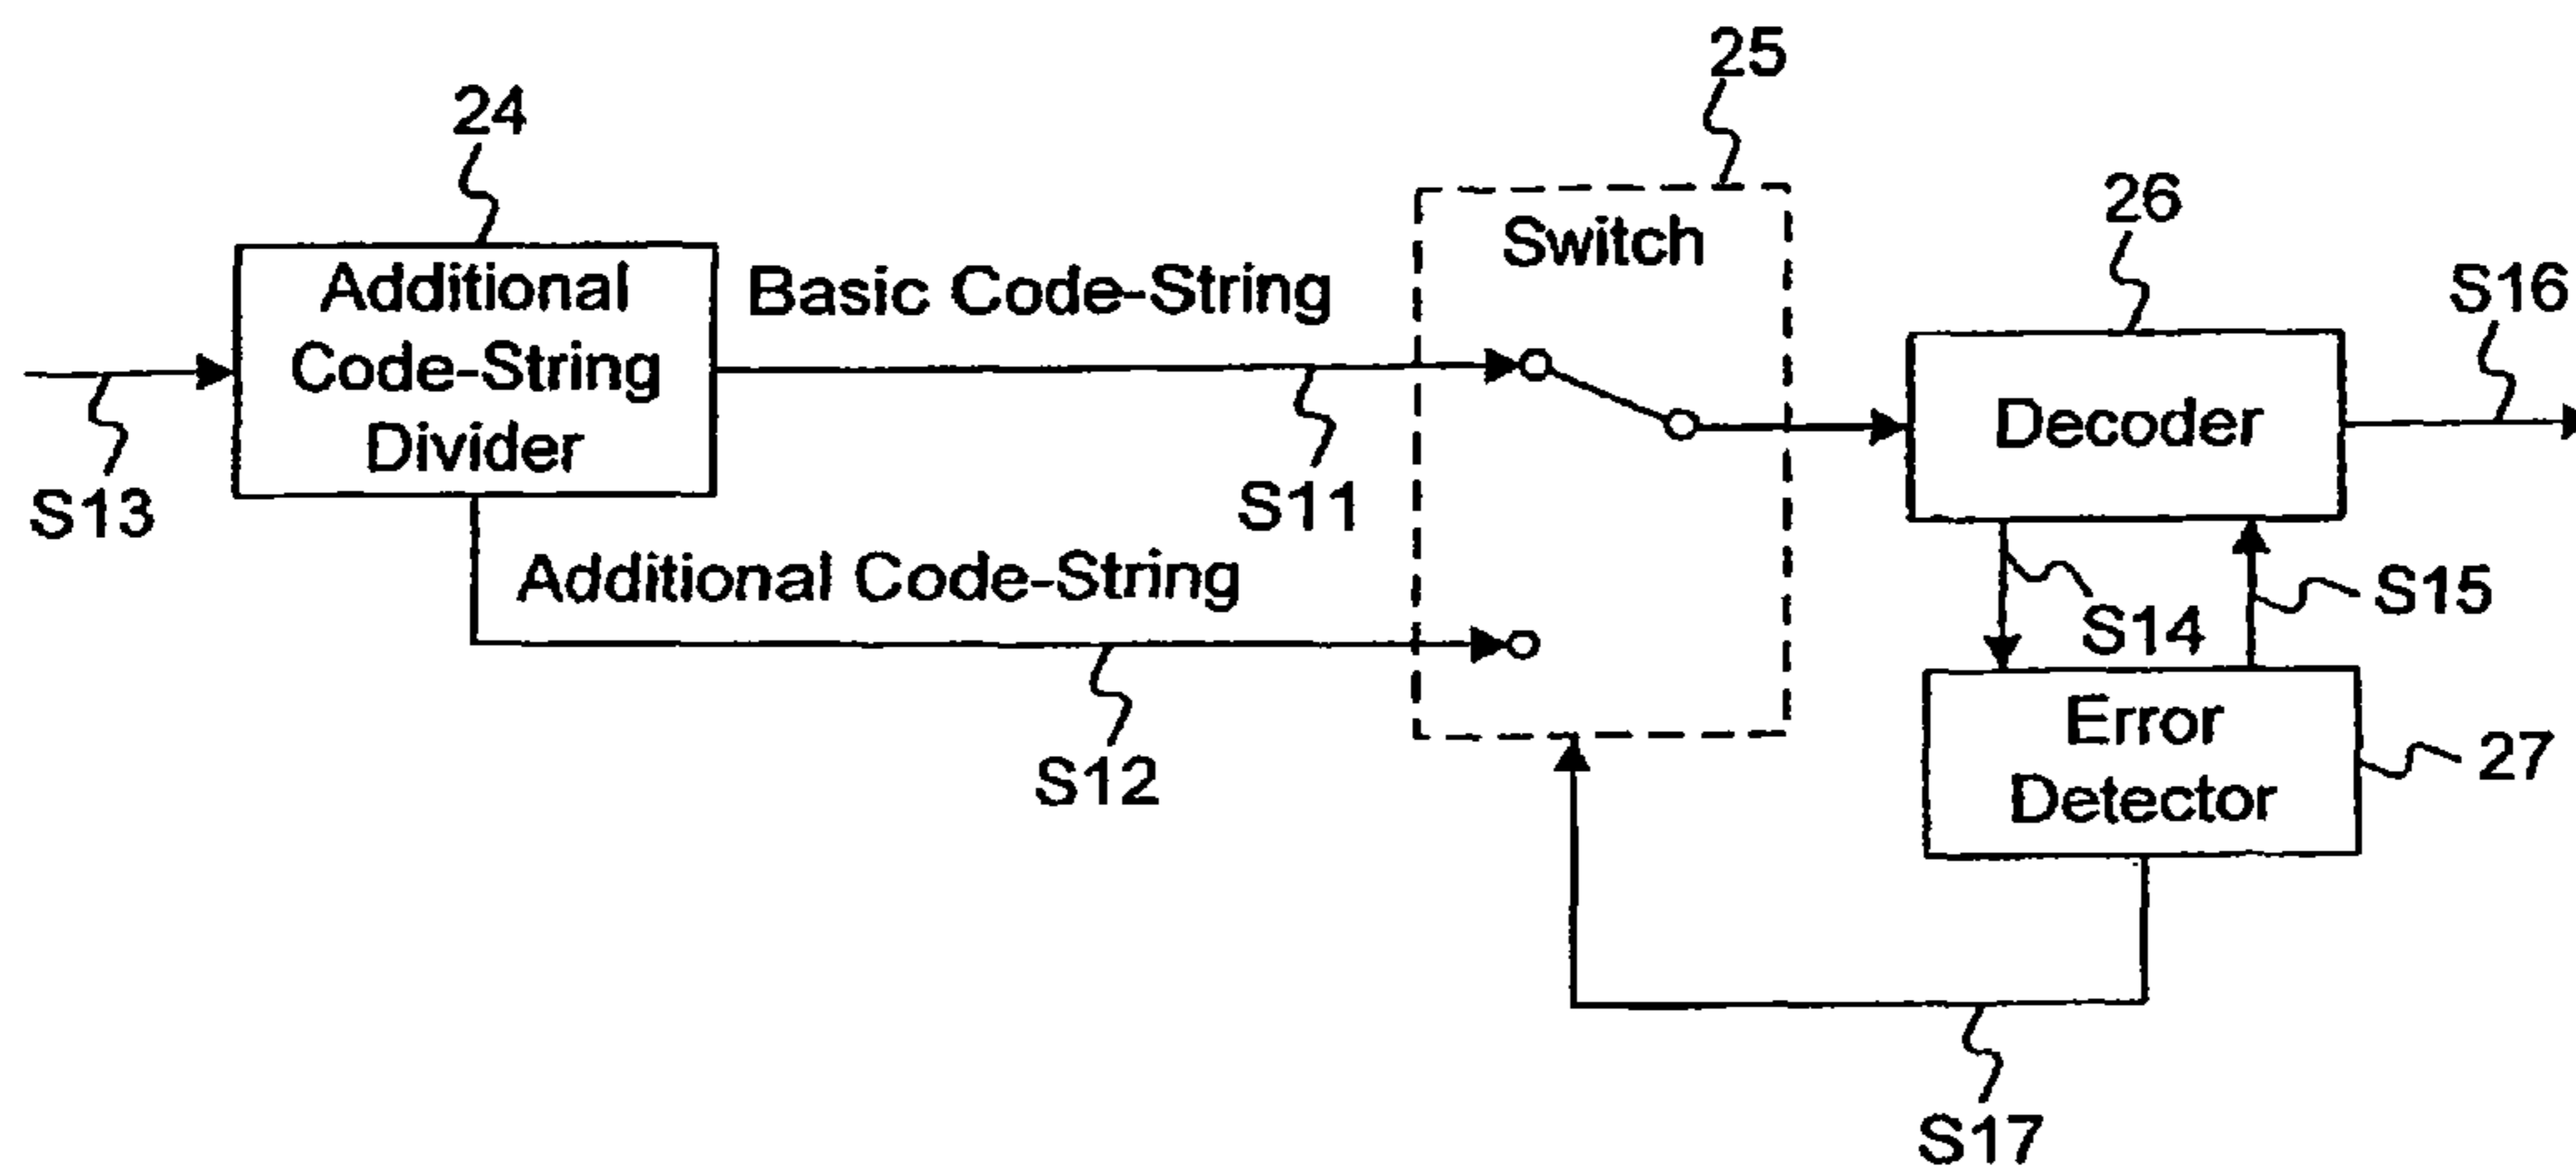 25
24
Switch
26
Additional
Code-String
Divider
Basic Code-String
S16
Decoder
S13
S11
Additional Code-String
S14
S15
Error
Detector
27
S12
S17